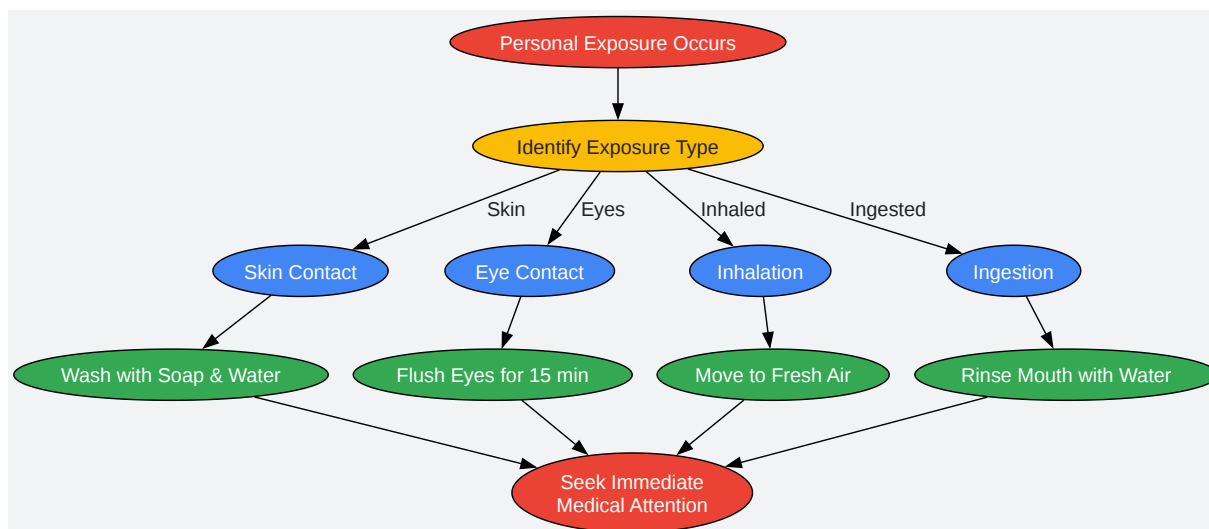 Personal Exposure Occurs
Identify Exposure Type
Skin
Eyes
Inhaled
Ingested
Skin Contact
Eye Contact
Inhalation
Ingestion
Wash with Soap & Water
Flush Eyes for 15 min
Move to Fresh Air
Rinse Mouth with Water
Seek Immediate
Medical Attention